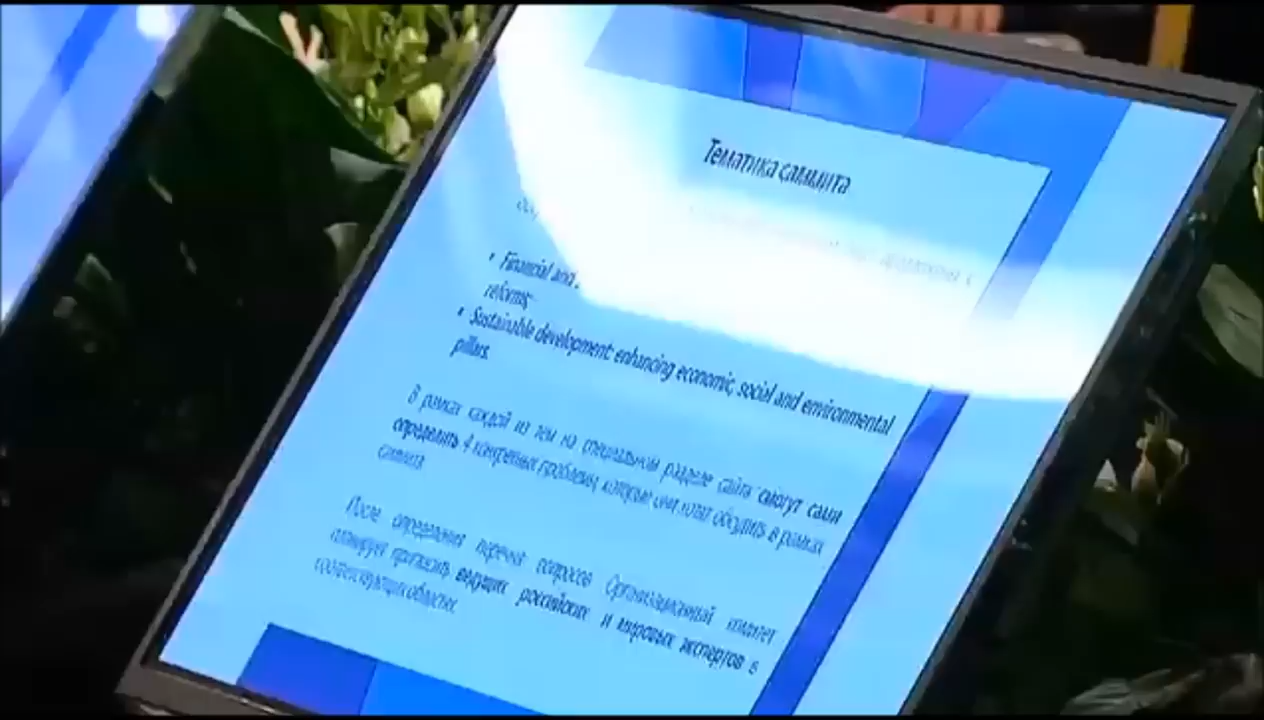 Тематика саммита
• Financial and
reforms;
• Sustainable development: enhancing economic, social and environmental
pillars.
В рамках каждой из тем на специальном разделе сайта смогут сами
определить 4 конкретных проблемы, которые они хотят обсудить в рамках
саммита.
После определения перечня вопросов Организационный комитет
планирует пригласить ведущих российских и мировых экспертов в
соответствующих областях.